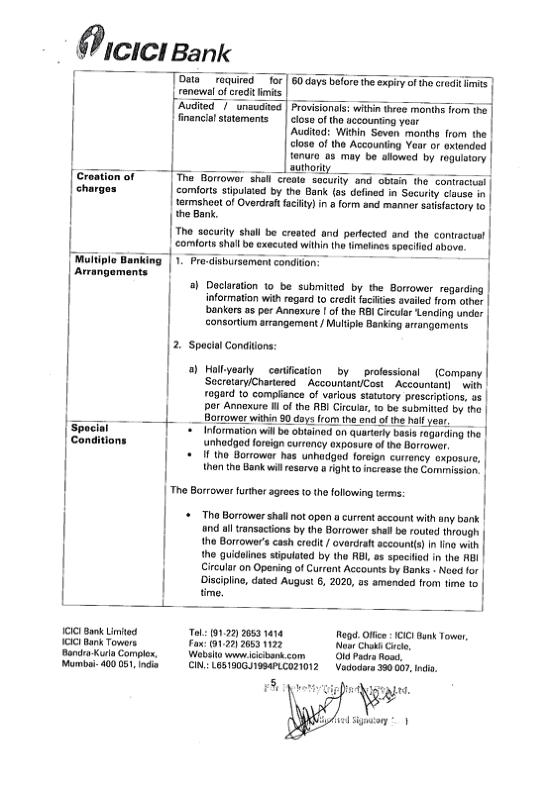 ICICI Bank
Data required for
renewal of credit limits
60 days before the expiry of the credit limits
Audited / unaudited
financial statements
Provisionals: within three months from the
close of the accounting year
Audited: Within Seven months from the
close of the Accounting Year or extended
tenure as may be allowed by regulatory
authority
Creation of
charges
The Borrower shall create security and obtain the contractual
comforts stipulated by the Bank (as defined in Security clause in
termsheet of Overdraft facility) in a form and manner satisfactory to
the Bank.
The security shall be created and perfected and the contractual
comforts shall be executed within the timelines specified above.
Multiple Banking
Arrangements
1. Pre-disbursement condition:
a) Declaration to be submitted by the Borrower regarding
information with regard to credit facilities availed from other
bankers as per Annexure I of the RBI Circular 'Lending under
consortium arrangement / Multiple Banking arrangements
2. Special Conditions:
a) Half-yearly certification by professional (Company
Secretary/Chartered Accountant/Cost Accountant) with
regard to compliance of various statutory prescriptions, as
per Annexure III of the RBI Circular, to be submitted by the
Borrower within 90 days from the end of the half year.
Special
Conditions
• Information will be obtained on quarterly basis regarding the
unhedged foreign currency exposure of the Borrower.
• If the Borrower has unhedged foreign currency exposure,
then the Bank will reserve a right to increase the Commission.
The Borrower further agrees to the following terms:
• The Borrower shall not open a current account with any bank
and all transactions by the Borrower shall be routed through
the Borrower's cash credit / overdraft account(s) in line with
the guidelines stipulated by the RBI, as specified in the RBI
Circular on Opening of Current Accounts by Banks - Need for
Discipline, dated August 6, 2020, as amended from time to
time.
ICICI Bank Limited
ICICI Bank Towers
Bandra-Kurla Complex,
Mumbai- 400 051, India
Tel.: (91-22) 2653 1414
Fax: (91-22) 2653 1122
Website www.icicibank.com
CIN.: L65190GJ1994PLC021012
Regd. Office : ICICI Bank Tower,
Near Chakli Circle,
Old Padra Road,
Vadodara 390 007, India.
5
For MakeMyTrip (India) Pvt. Ltd.
Authorised Signatory